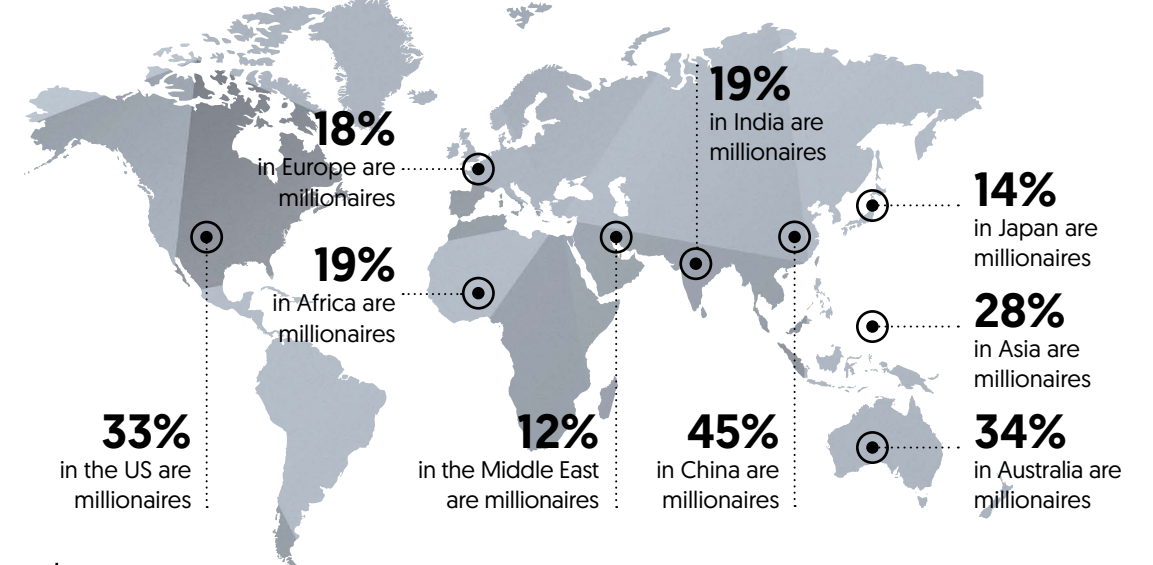 19%
in India are
millionaires
18%
in Europe are
millionaires
14%
in Japan are
millionaires
19%
in Africa are
millionaires
28%
in Asia are
millionaires
33%
in the US are
millionaires
12%
in the Middle East
are millionaires
45%
in China are
millionaires
34%
in Australia are
millionaires